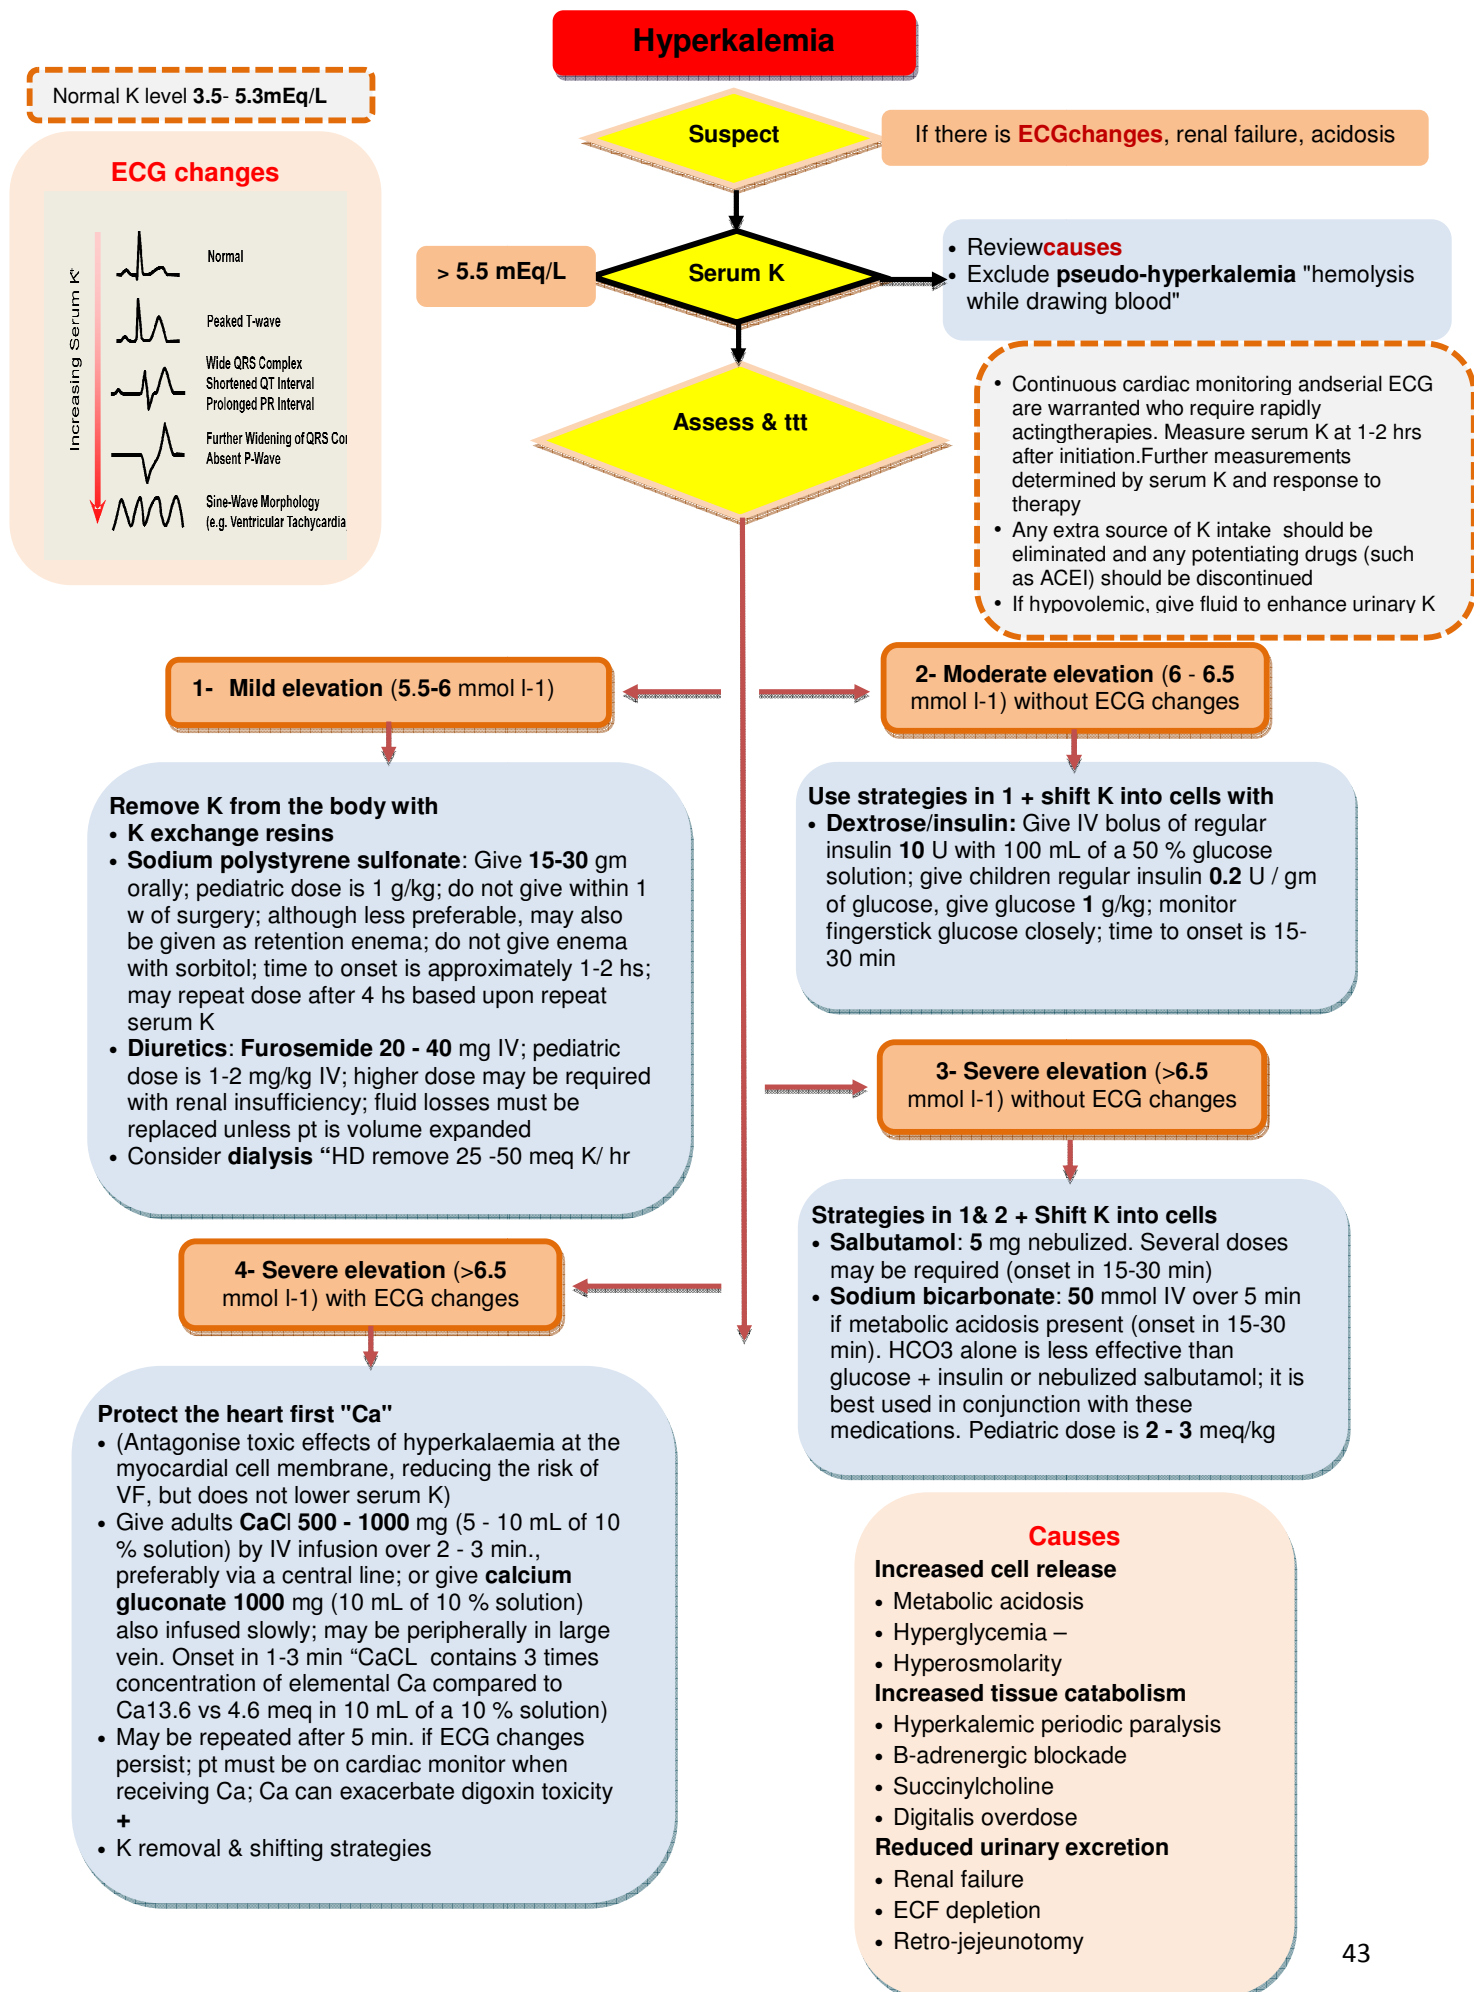 Hyperkalemia
Normal K level 3.5- 5.3mEq/L
Suspect
If there is ECGchanges, renal failure, acidosis
ECG changes
Increasing Serum K+
Normal
Peaked T-wave
Wide QRS Complex
Shortened QT Interval
Prolonged PR Interval
Further Widening of QRS Co
Absent P-Wave
Sine-Wave Morphology
(e.g. Ventricular Tachycardia
> 5.5 mEq/L
Serum K
• Reviewcauses
• Exclude pseudo-hyperkalemia "hemolysis
while drawing blood"
Assess & ttt
• Continuous cardiac monitoring andserial ECG
are warranted who require rapidly
actingtherapies. Measure serum K at 1-2 hrs
after initiation.Further measurements
determined by serum K and response to
therapy
• Any extra source of K intake should be
eliminated and any potentiating drugs (such
as ACEI) should be discontinued
• If hypovolemic, give fluid to enhance urinary K
1- Mild elevation (5.5-6 mmol l-1)
2- Moderate elevation (6 - 6.5
mmol l-1) without ECG changes
Remove K from the body with
• K exchange resins
• Sodium polystyrene sulfonate: Give 15-30 gm
orally; pediatric dose is 1 g/kg; do not give within 1
w of surgery; although less preferable, may also
be given as retention enema; do not give enema
with sorbitol; time to onset is approximately 1-2 hs;
may repeat dose after 4 hs based upon repeat
serum K
• Diuretics: Furosemide 20 - 40 mg IV; pediatric
dose is 1-2 mg/kg IV; higher dose may be required
with renal insufficiency; fluid losses must be
replaced unless pt is volume expanded
• Consider dialysis “HD remove 25 -50 meq K/ hr
Use strategies in 1 + shift K into cells with
• Dextrose/insulin: Give IV bolus of regular
insulin 10 U with 100 mL of a 50 % glucose
solution; give children regular insulin 0.2 U / gm
of glucose, give glucose 1 g/kg; monitor
fingerstick glucose closely; time to onset is 15-
30 min
3- Severe elevation (>6.5
mmol l-1) without ECG changes
Strategies in 1& 2 + Shift K into cells
• Salbutamol: 5 mg nebulized. Several doses
may be required (onset in 15-30 min)
• Sodium bicarbonate: 50 mmol IV over 5 min
if metabolic acidosis present (onset in 15-30
min). HCO3 alone is less effective than
glucose + insulin or nebulized salbutamol; it is
best used in conjunction with these
medications. Pediatric dose is 2 - 3 meq/kg
4- Severe elevation (>6.5
mmol l-1) with ECG changes
Protect the heart first "Ca"
• (Antagonise toxic effects of hyperkalaemia at the
myocardial cell membrane, reducing the risk of
VF, but does not lower serum K)
• Give adults CaCl 500 - 1000 mg (5 - 10 mL of 10
% solution) by IV infusion over 2 - 3 min.,
preferably via a central line; or give calcium
gluconate 1000 mg (10 mL of 10 % solution)
also infused slowly; may be peripherally in large
vein. Onset in 1-3 min “CaCL contains 3 times
concentration of elemental Ca compared to
Ca13.6 vs 4.6 meq in 10 mL of a 10 % solution)
• May be repeated after 5 min. if ECG changes
persist; pt must be on cardiac monitor when
receiving Ca; Ca can exacerbate digoxin toxicity
+
• K removal & shifting strategies
Causes
Increased cell release
• Metabolic acidosis
• Hyperglycemia –
• Hyperosmolarity
Increased tissue catabolism
• Hyperkalemic periodic paralysis
• B-adrenergic blockade
• Succinylcholine
• Digitalis overdose
Reduced urinary excretion
• Renal failure
• ECF depletion
• Retro-jejeunotomy
43